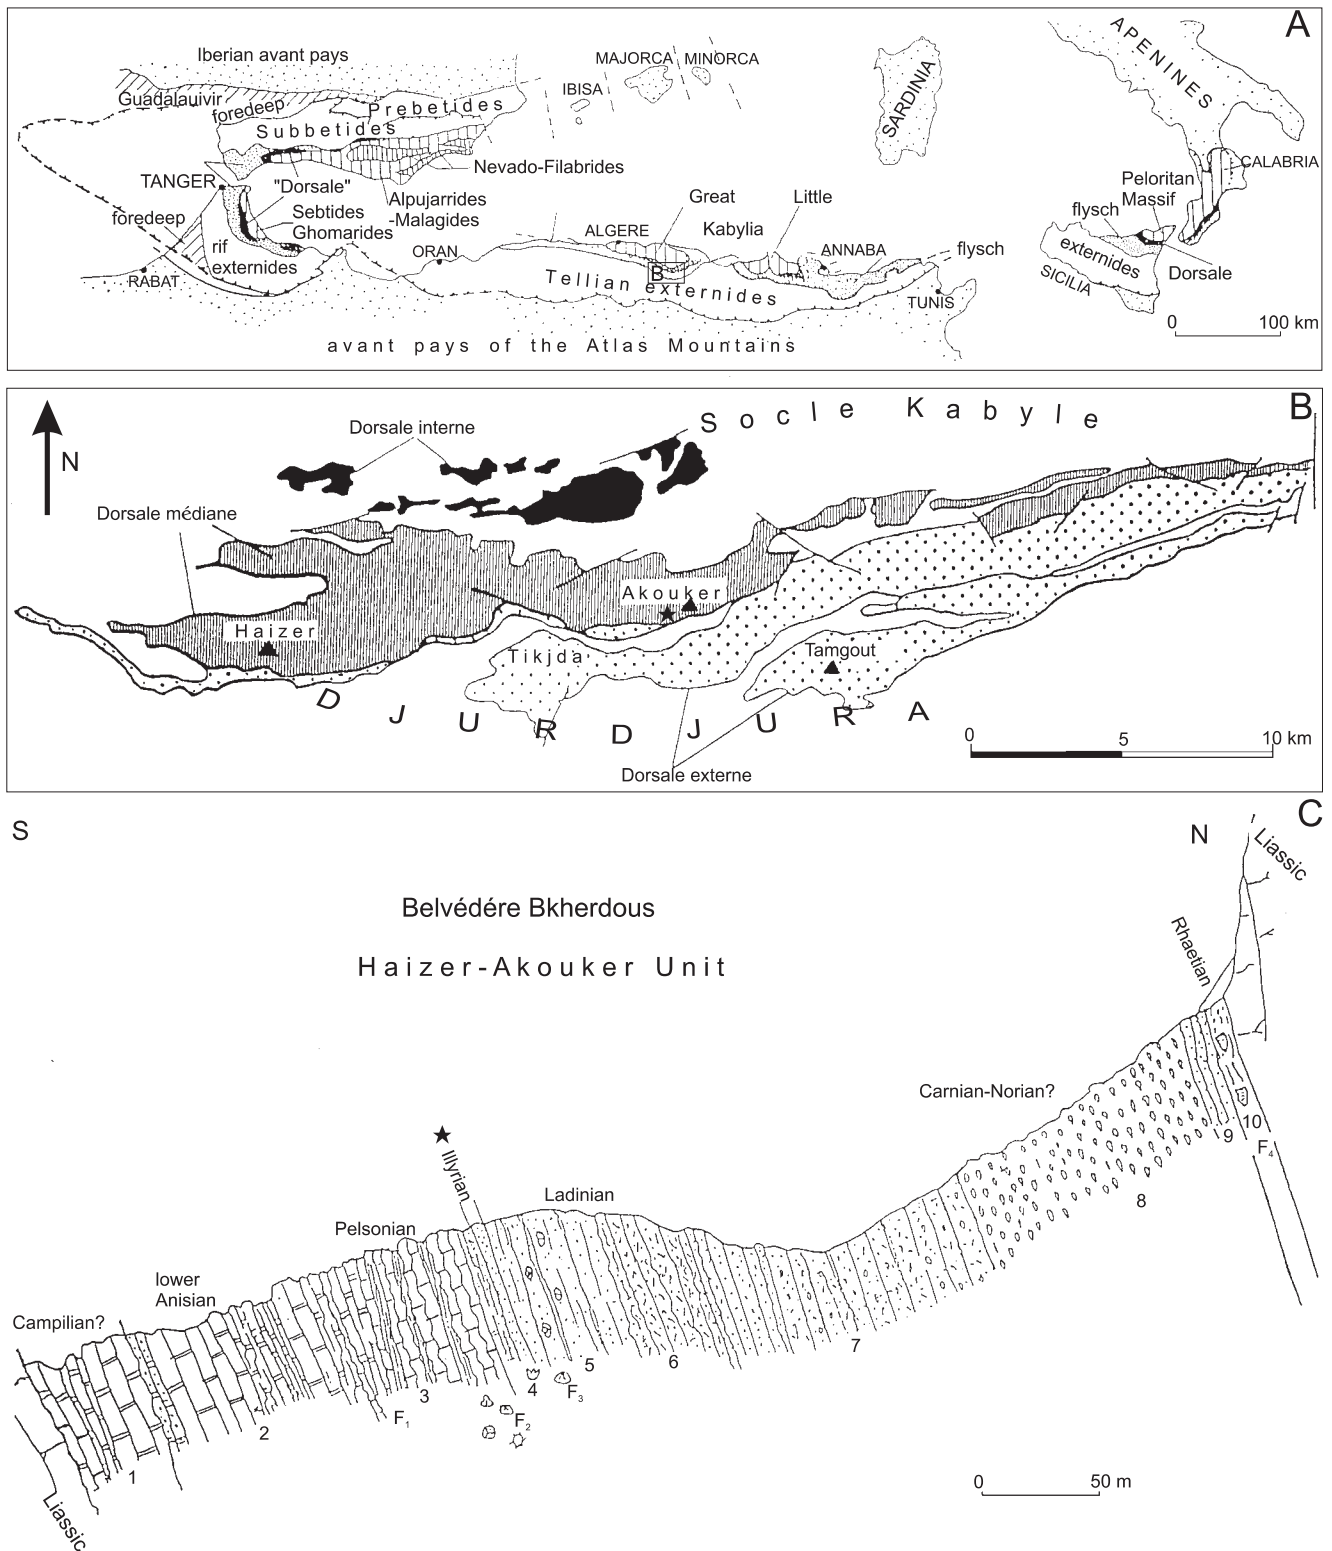 A
Iberian avant pays
Guadalauivir
foredeep
Prebetides
Subbetides
Nevado-Filabrides
TANGER
"Dorsale"
Alpujarrides
-Malagides
Sebtides
Ghomarides
foredeep
rif
externides
RABAT
ORAN
IBISA
MAJORCA
MINORCA
SARDINIA
APENINES
CALABRIA
Peloritan
Massif
flysch
externides
Dorsale
SICILIA
0 100 km
Great
Little
Kabylia
ALGERE
ANNABA
flysch
B
Tellian externides
TUNIS
avant pays of the Atlas Mountains
B
N
Socle Kabyle
Dorsale interne
Dorsale médiane
Akouker
Haizer
Tikjda
Tamgout
DJURDJURA
Dorsale externe
0 5 10 km
C
S
N
Liassic
Belvédére Bkherdous
Haizer-Akouker Unit
Rhaetian
Carnian-Norian?
Illyrian
Ladinian
Pelsonian
lower
Anisian
Campilian?
1
2
3
4
5
6
7
8
9
10
F1
F2
F3
F4
Liassic
0 50 m